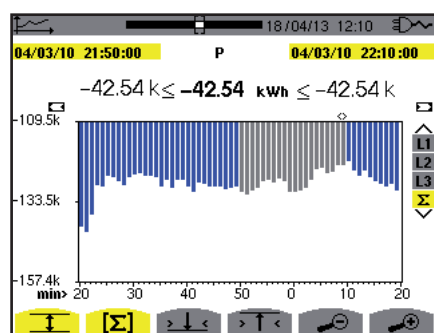 18/04/13 12:10
04/03/10 21:50:00 P 04/03/10 22:10:00
-42.54 k≤ -42.54 kWh ≤ -42.54 k
-109.5k
-133.5k
-157.4k
L1
L2
L3
Σ
min> 20 30 40 50 0 10 20
[Σ]